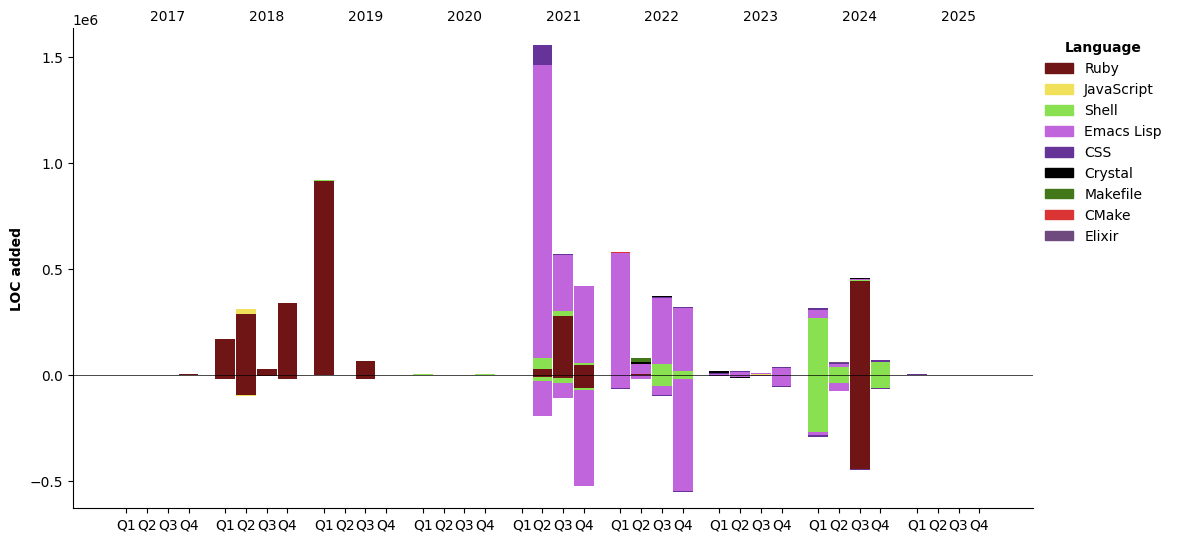 2017 2018 2019 2020 2021 2022 2023 2024 2025
1e6
1.5
1.0
0.5
0.0
−0.5
LOC added
Q1 Q2 Q3 Q4 Q1 Q2 Q3 Q4 Q1 Q2 Q3 Q4 Q1 Q2 Q3 Q4 Q1 Q2 Q3 Q4 Q1 Q2 Q3 Q4 Q1 Q2 Q3 Q4 Q1 Q2 Q3 Q4 Q1 Q2 Q3 Q4
Language
Ruby
JavaScript
Shell
Emacs Lisp
CSS
Crystal
Makefile
CMake
Elixir